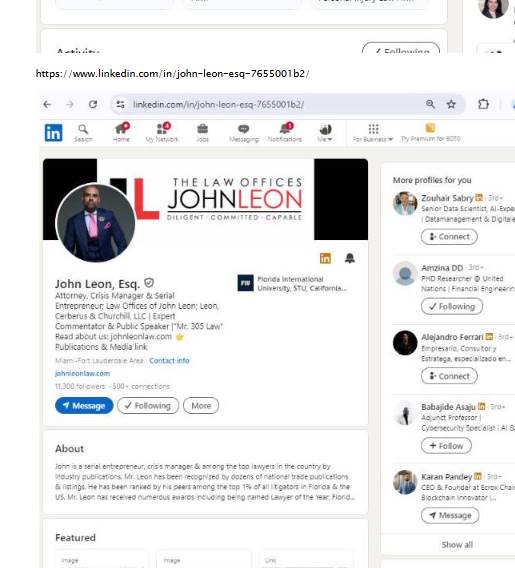 Activity
Following
https://www.linkedin.com/in/john-leon-esq-7655001b2/
linkedin.com/in/john-leon-esq-7655001b2/
in
Search
Home
My Network
Jobs
Messaging
Notifications
Me
For Business
Try Premium for
THE LAW OFFICES
JOHNLEON
DILIGENT · COMMITTED · CAPABLE
John Leon, Esq.
Attorney, Crisis Manager & Serial
Entrepreneur; Law Offices of John Leon; Leon,
Cerberus & Churchill, LLC | Expert
Commentator & Public Speaker |"Mr. 305 Law"
Read about us: johnleonlaw.com 👉
Publications & Media link
Florida International
University, STU, California...
Miami-Fort Lauderdale Area · Contact info
johnleonlaw.com
11,300 followers · 500+ connections
Message
Following
More
About
John is a serial entrepreneur, crisis manager & among the top lawyers in the country by
industry publications. Mr. Leon has been recognized by dozens of national trade publications
& listings. He has been ranked by his peers among the top 1% of all litigators in Florida & the
US. Mr. Leon has received numerous awards including being named Lawyer of the Year, Florid...
Featured
Image
Image
Link
More profiles for you
Zouhair Sabry in · 3rd+
Senior Data Scientist, AI-Expe
| Datamanagement & Digitale
Connect
Amzina DD · 3rd+
PHD Researcher @ United
Nations | Financial Engineerin
Following
Alejandro Ferrari in · 3rd+
Empresario, Consultor y
Estratega, especializado en...
Connect
Babajide Asaju in · 3rd+
Adjunct Professor |
Cybersecurity Specialist | AI &
Follow
Karan Pandey in · 3rd+
CEO & Founder at Ecrox Chai
Blockchain Innovator |...
Message
Show all